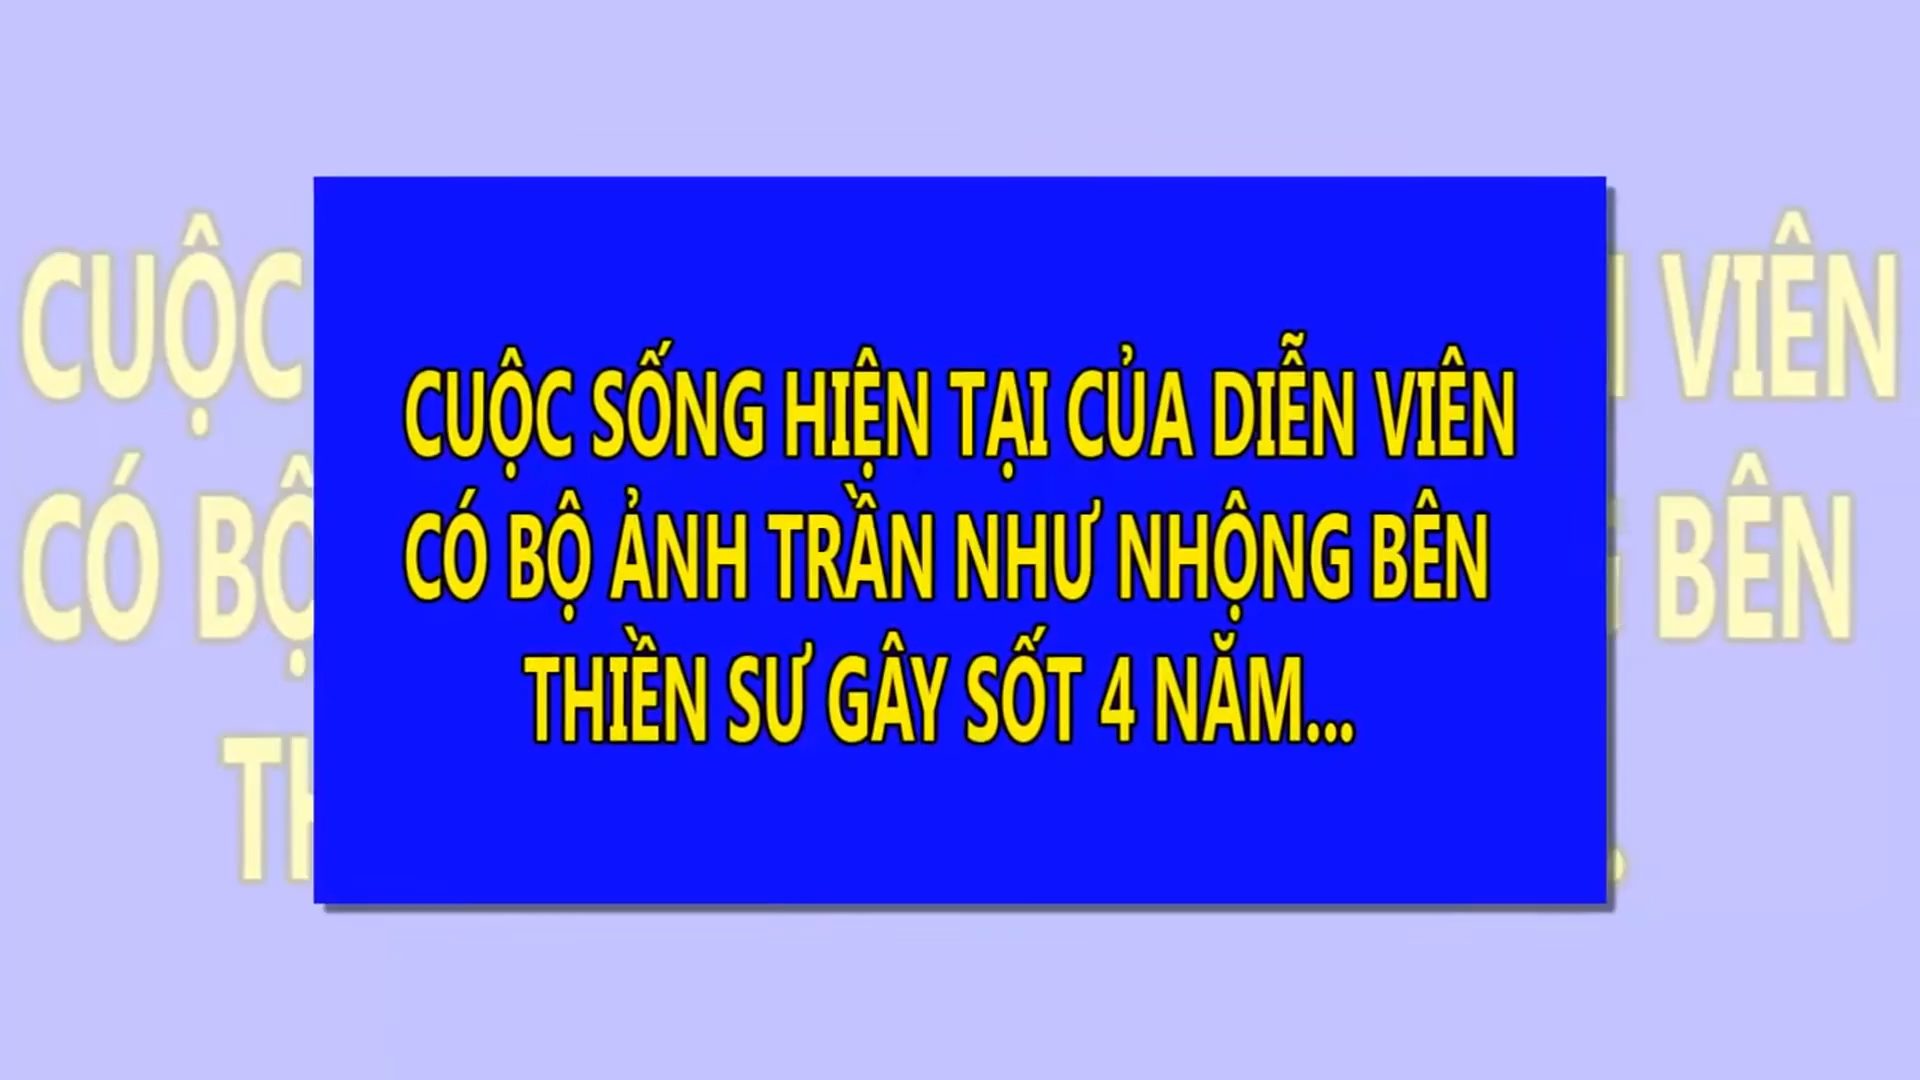 CUỘC SỐNG HIỆN TẠI CỦA DIỄN VIÊN
CÓ BỘ ẢNH TRẦN NHƯ NHỘNG BÊN
THIỀN SƯ GÂY SỐT 4 NĂM...